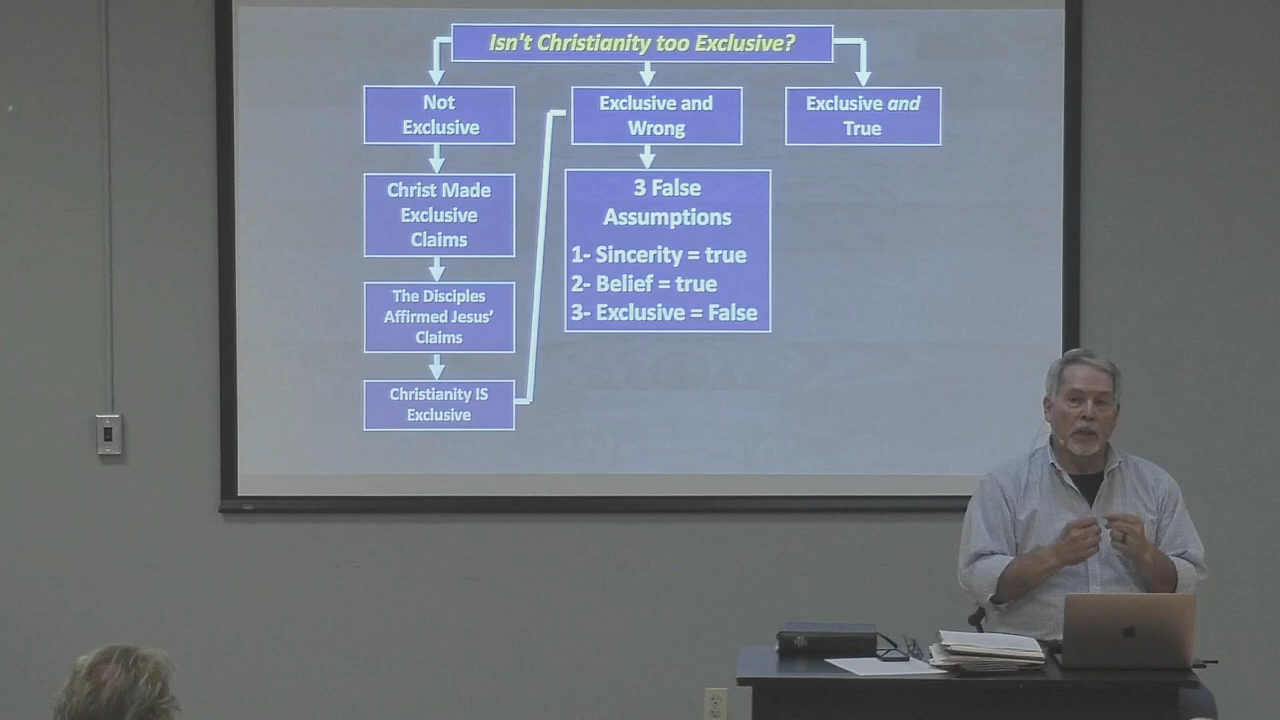 Isn't Christianity too Exclusive?
Not
Exclusive
Exclusive and
Wrong
Exclusive and
True
Christ Made
Exclusive
Claims
The Disciples
Affirmed Jesus'
Claims
Christianity IS
Exclusive
3 False
Assumptions
1- Sincerity = true
2- Belief = true
3- Exclusive = False